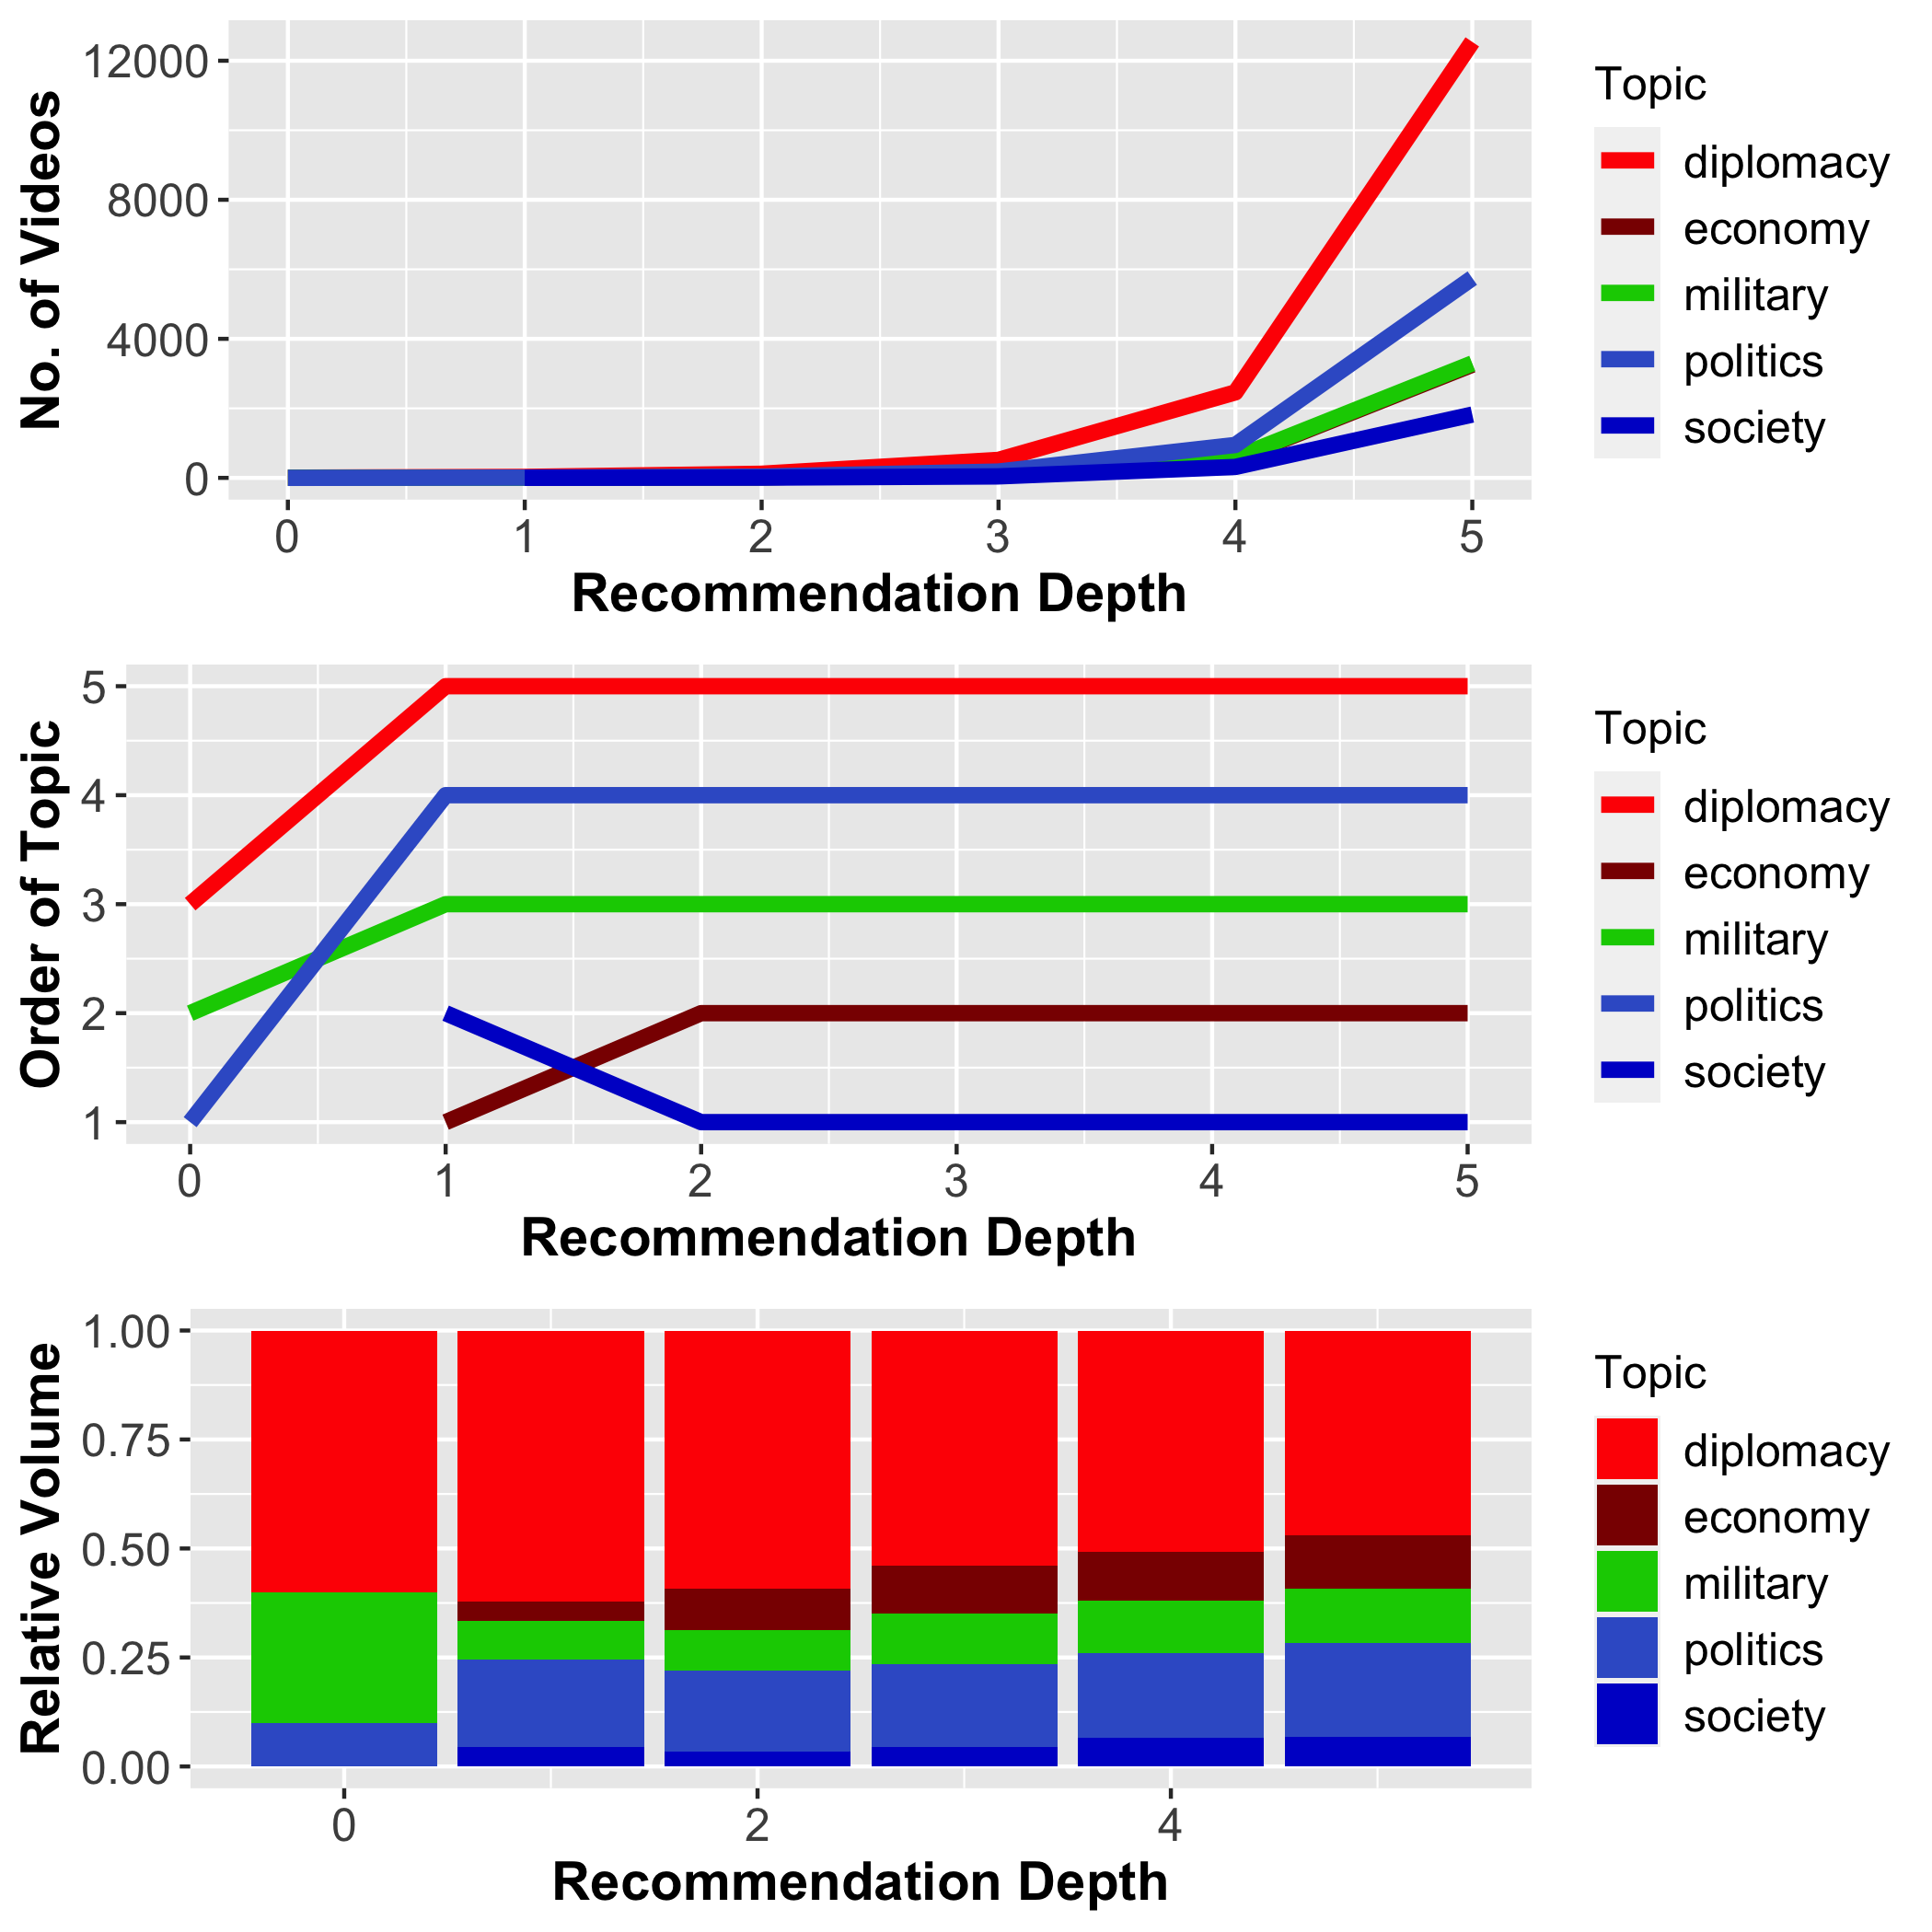 No. of Videos
12000
8000
4000
0
0 1 2 3 4 5
Recommendation Depth
Topic
diplomacy
economy
military
politics
society
Order of Topic
5
4
3
2
1
0 1 2 3 4 5
Recommendation Depth
Topic
diplomacy
economy
military
politics
society
Relative Volume
1.00
0.75
0.50
0.25
0.00
0 2 4
Recommendation Depth
Topic
diplomacy
economy
military
politics
society